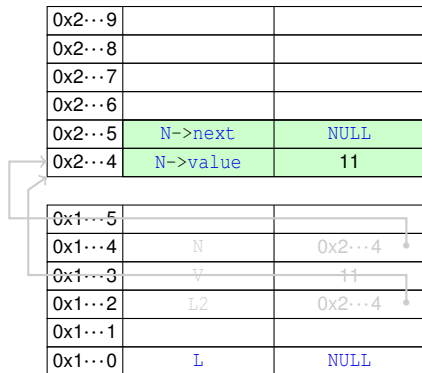 0x2⋯9
0x2⋯8
0x2⋯7
0x2⋯6
0x2⋯5 N->next NULL
0x2⋯4 N->value 11
0x1⋯5
0x1⋯4 N 0x2⋯4
0x1⋯3 V 11
0x1⋯2 L2 0x2⋯4
0x1⋯1
0x1⋯0 L NULL